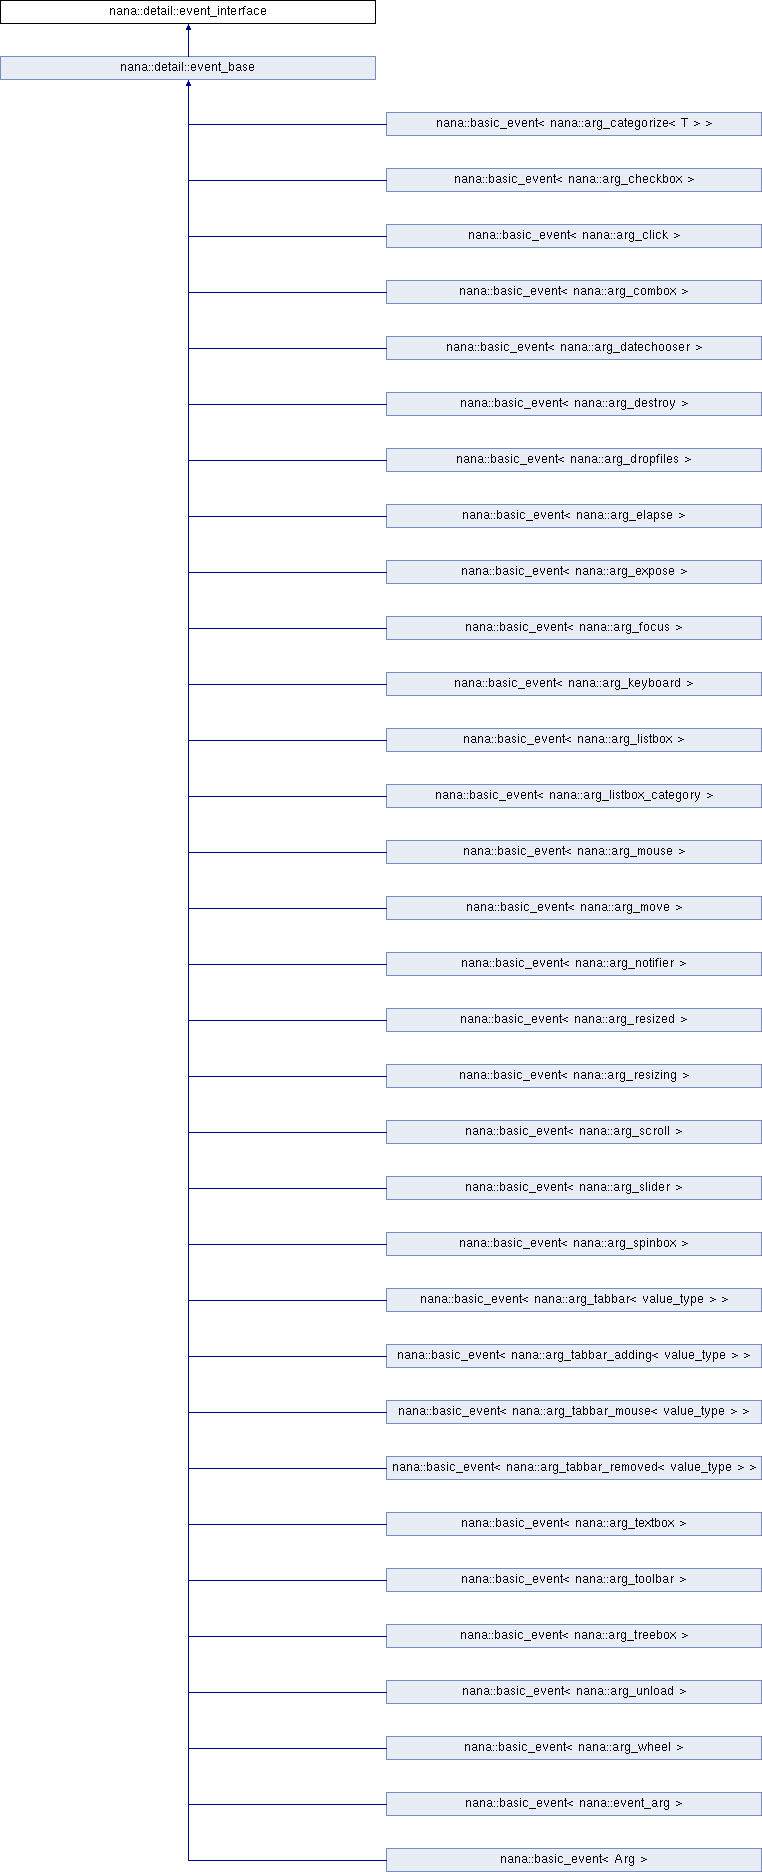 nana::detail::event_interface
nana::detail::event_base
nana::basic_event< nana::arg_categorize< T > >
nana::basic_event< nana::arg_checkbox >
nana::basic_event< nana::arg_click >
nana::basic_event< nana::arg_combox >
nana::basic_event< nana::arg_datechooser >
nana::basic_event< nana::arg_destroy >
nana::basic_event< nana::arg_dropfiles >
nana::basic_event< nana::arg_elapse >
nana::basic_event< nana::arg_expose >
nana::basic_event< nana::arg_focus >
nana::basic_event< nana::arg_keyboard >
nana::basic_event< nana::arg_listbox >
nana::basic_event< nana::arg_listbox_category >
nana::basic_event< nana::arg_mouse >
nana::basic_event< nana::arg_move >
nana::basic_event< nana::arg_notifier >
nana::basic_event< nana::arg_resized >
nana::basic_event< nana::arg_resizing >
nana::basic_event< nana::arg_scroll >
nana::basic_event< nana::arg_slider >
nana::basic_event< nana::arg_spinbox >
nana::basic_event< nana::arg_tabbar< value_type > >
nana::basic_event< nana::arg_tabbar_adding< value_type > >
nana::basic_event< nana::arg_tabbar_mouse< value_type > >
nana::basic_event< nana::arg_tabbar_removed< value_type > >
nana::basic_event< nana::arg_textbox >
nana::basic_event< nana::arg_toolbar >
nana::basic_event< nana::arg_treebox >
nana::basic_event< nana::arg_unload >
nana::basic_event< nana::arg_wheel >
nana::basic_event< nana::event_arg >
nana::basic_event< Arg >